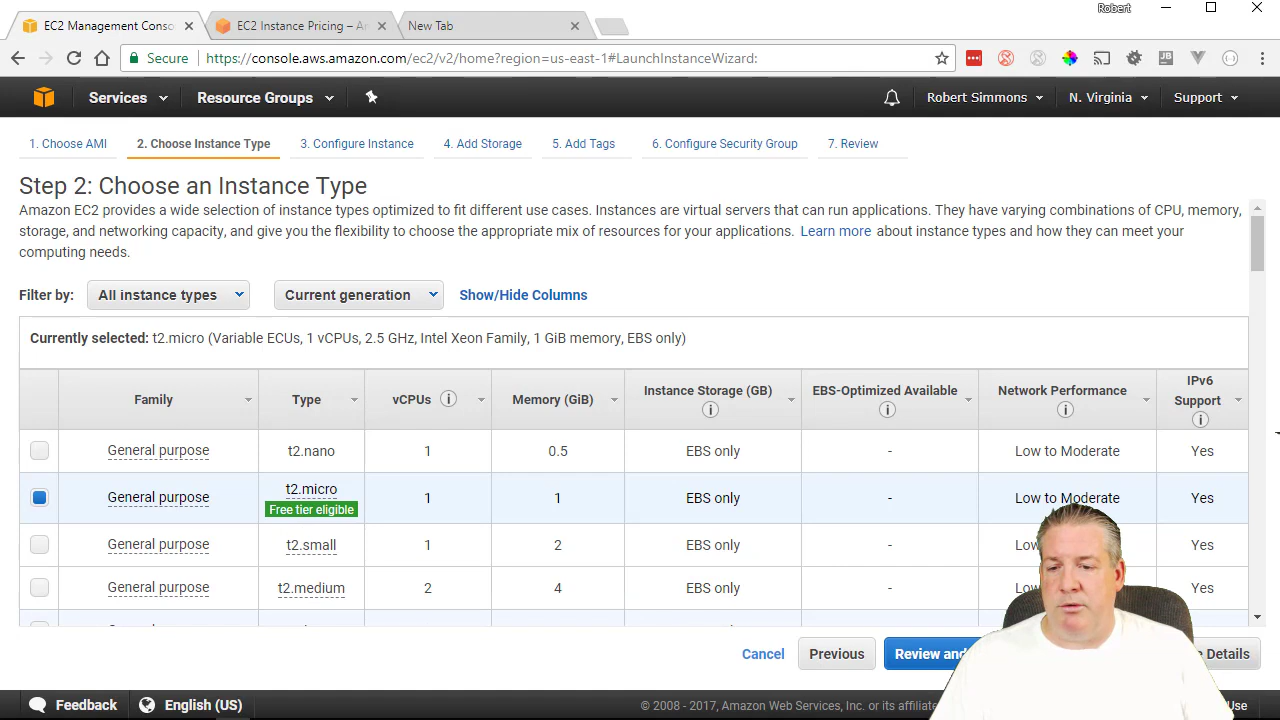 Robert
EC2 Management Conso
EC2 Instance Pricing – A
New Tab
Secure https://console.aws.amazon.com/ec2/v2/home?region=us-east-1#LaunchInstanceWizard:
Services Resource Groups Robert Simmons N. Virginia Support
1. Choose AMI 2. Choose Instance Type 3. Configure Instance 4. Add Storage 5. Add Tags 6. Configure Security Group 7. Review
Step 2: Choose an Instance Type
Amazon EC2 provides a wide selection of instance types optimized to fit different use cases. Instances are virtual servers that can run applications. They have varying combinations of CPU, memory,
storage, and networking capacity, and give you the flexibility to choose the appropriate mix of resources for your applications. Learn more about instance types and how they can meet your
computing needs.
Filter by: All instance types Current generation Show/Hide Columns
Currently selected: t2.micro (Variable ECUs, 1 vCPUs, 2.5 GHz, Intel Xeon Family, 1 GiB memory, EBS only)
Family Type vCPUs Memory (GiB) Instance Storage (GB) EBS-Optimized Available Network Performance IPv6 Support
General purpose t2.nano 1 0.5 EBS only - Low to Moderate Yes
General purpose t2.micro Free tier eligible 1 1 EBS only - Low to Moderate Yes
General purpose t2.small 1 2 EBS only - Yes
General purpose t2.medium 2 4 EBS only - Yes
Cancel Previous Review and Details
Feedback English (US) © 2008 - 2017, Amazon Web Services, Inc. or its Use